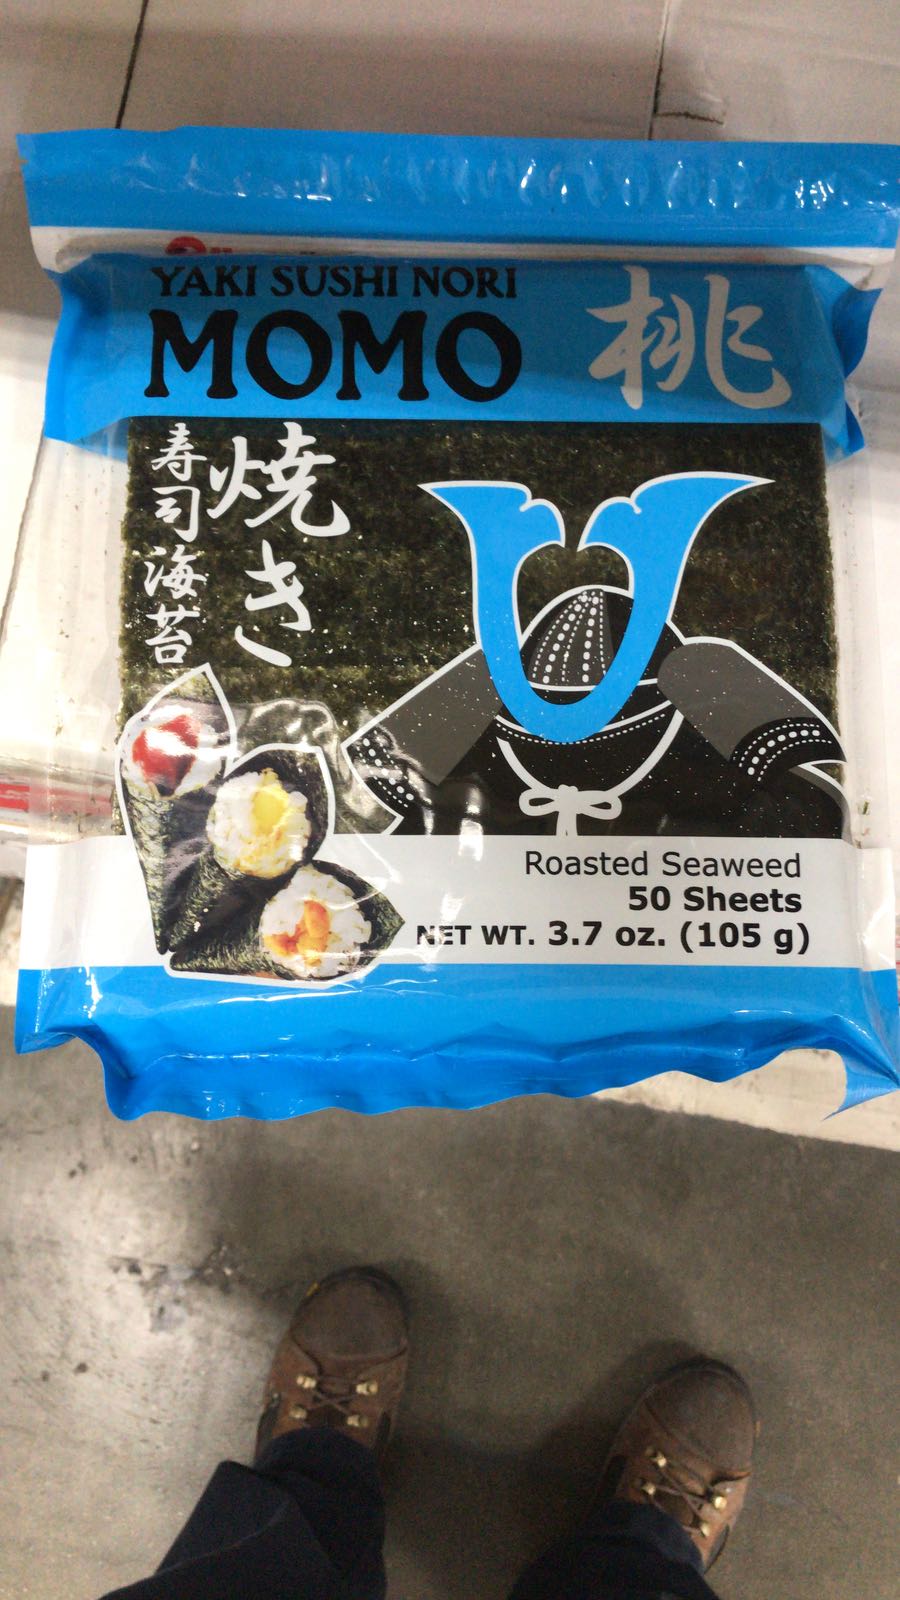 YAKI SUSHI NORI
MOMO
桃
焼き
寿司海苔
Roasted Seaweed
50 Sheets
NET WT. 3.7 oz. (105 g)